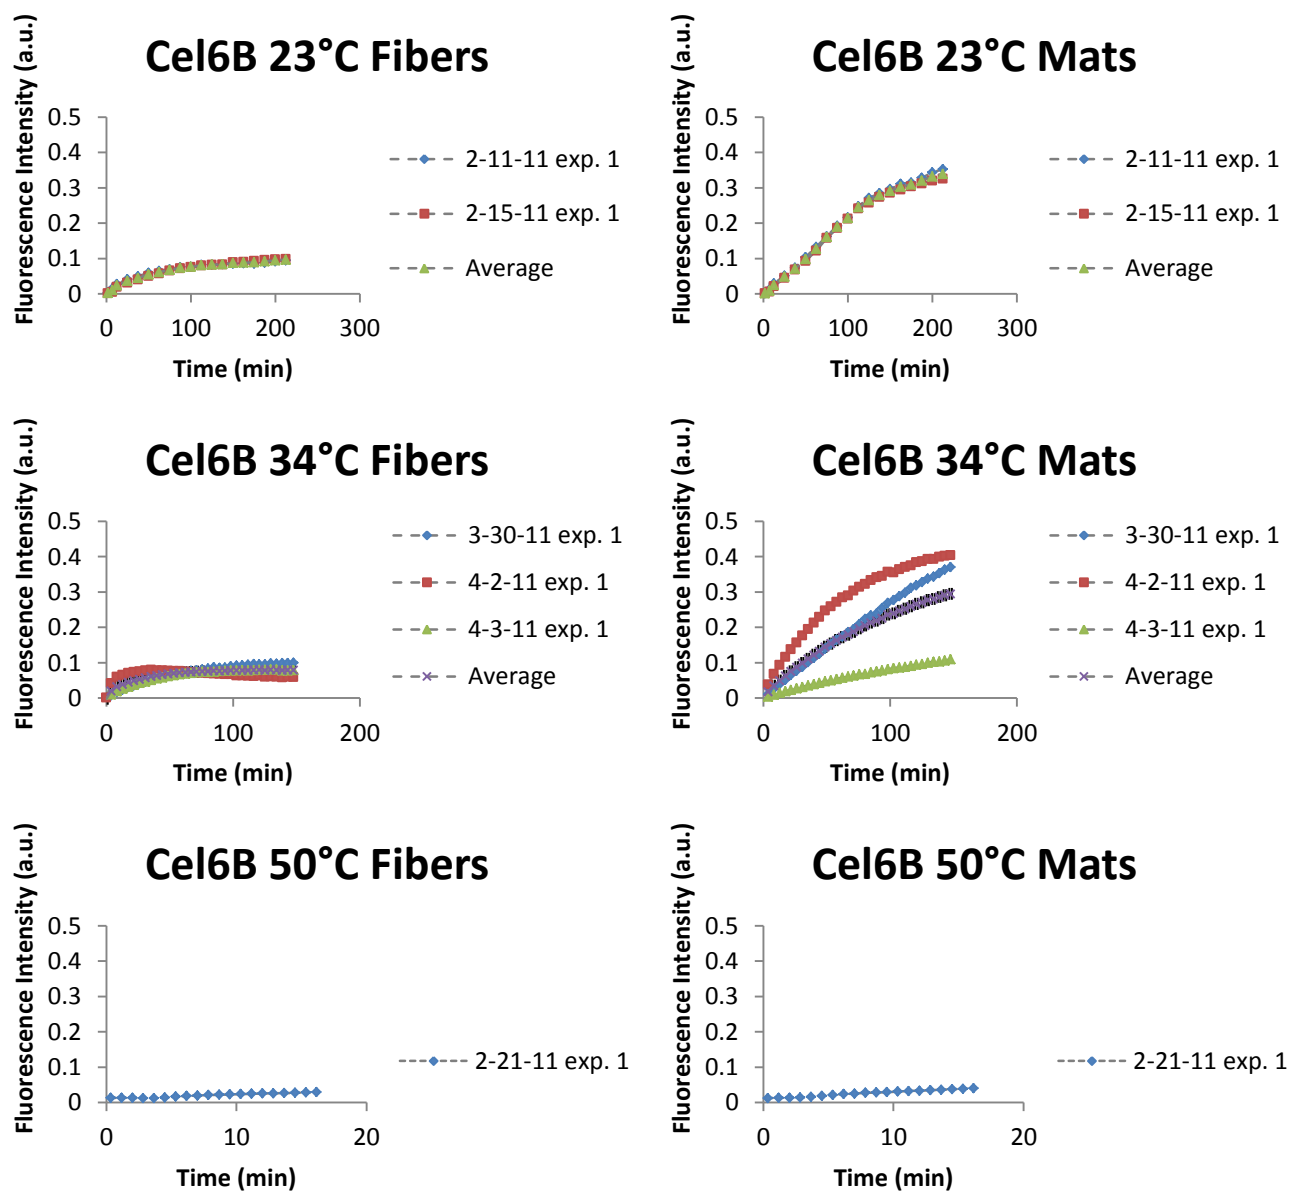 Cel6B 23°C Fibers
Fluorescence Intensity (a.u.)
0.5
0.4
0.3
0.2
0.1
0
0 100 200 300
Time (min)
2-11-11 exp. 1
2-15-11 exp. 1
Average
Cel6B 23°C Mats
Fluorescence Intensity (a.u.)
0.5
0.4
0.3
0.2
0.1
0
0 100 200 300
Time (min)
2-11-11 exp. 1
2-15-11 exp. 1
Average
Cel6B 34°C Fibers
Fluorescence Intensity (a.u.)
0.5
0.4
0.3
0.2
0.1
0
0 100 200
Time (min)
3-30-11 exp. 1
4-2-11 exp. 1
4-3-11 exp. 1
Average
Cel6B 34°C Mats
Fluorescence Intensity (a.u.)
0.5
0.4
0.3
0.2
0.1
0
0 100 200
Time (min)
3-30-11 exp. 1
4-2-11 exp. 1
4-3-11 exp. 1
Average
Cel6B 50°C Fibers
Fluorescence Intensity (a.u.)
0.5
0.4
0.3
0.2
0.1
0
0 10 20
Time (min)
2-21-11 exp. 1
Cel6B 50°C Mats
Fluorescence Intensity (a.u.)
0.5
0.4
0.3
0.2
0.1
0
0 10 20
Time (min)
2-21-11 exp. 1